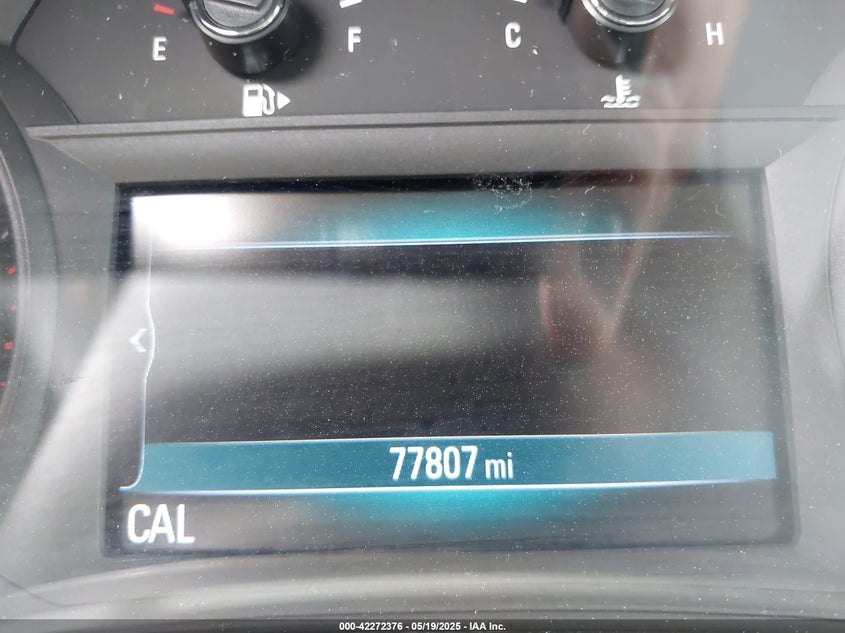 E F C H
77807 mi
CAL
000-42272376 - 05/19/2025 - IAA Inc.